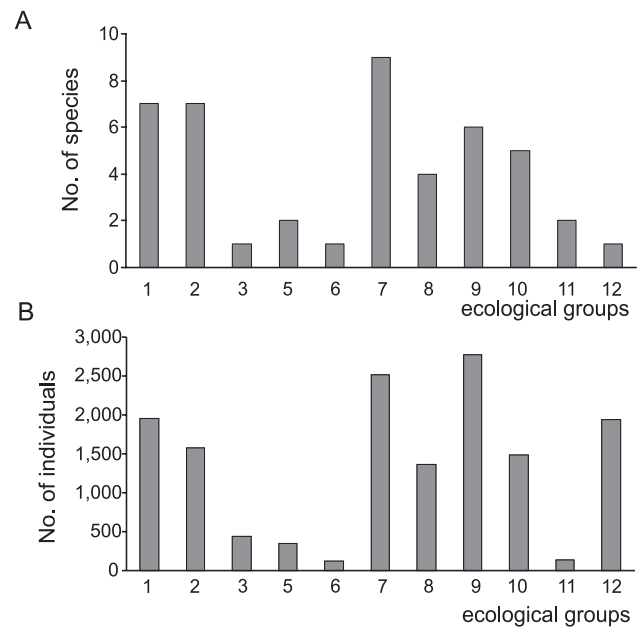 A
No. of species
10
8
6
4
2
0
1 2 3 5 6 7 8 9 10 11 12
ecological groups
B
No. of individuals
3,000
2,500
2,000
1,500
1,000
500
0
1 2 3 5 6 7 8 9 10 11 12
ecological groups